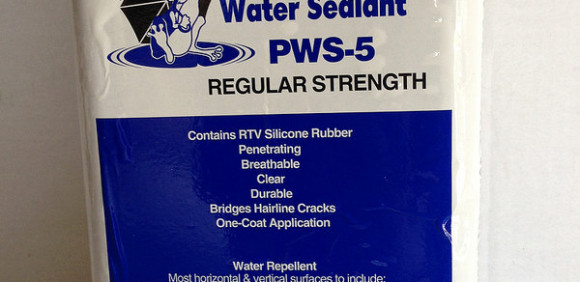 Water Sealant
PWS-5
REGULAR STRENGTH
Contains RTV Silicone Rubber
Penetrating
Breathable
Clear
Durable
Bridges Hairline Cracks
One-Coat Application
Water Repellent
Most horizontal & vertical surfaces to include: